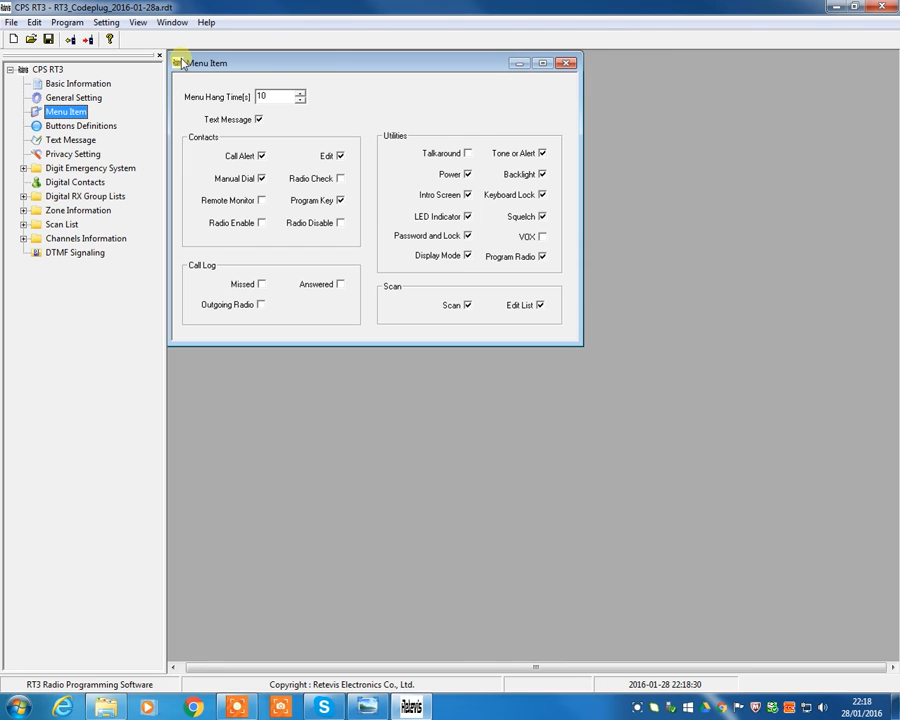 CPS RT3 - RT3_Codeplug_2016-01-28a.rdt
File Edit Program Setting View Window Help
CPS RT3
Basic Information
General Setting
Menu Item
Buttons Definitions
Text Message
Privacy Setting
Digit Emergency System
Digital Contacts
Digital RX Group Lists
Zone Information
Scan List
Channels Information
DTMF Signaling
Menu Item
Menu Hang Time[s] 10
Text Message
Contacts
Call Alert Edit
Manual Dial Radio Check
Remote Monitor Program Key
Radio Enable Radio Disable
Call Log
Missed Answered
Outgoing Radio
Utilities
Talkaround Tone or Alert
Power Backlight
Intro Screen Keyboard Lock
LED Indicator Squelch
Password and Lock VOX
Display Mode Program Radio
Scan
Scan Edit List
RT3 Radio Programming Software Copyright : Retevis Electronics Co., Ltd. 2016-01-28 22:18:30
Retevis
22:18
28/01/2016